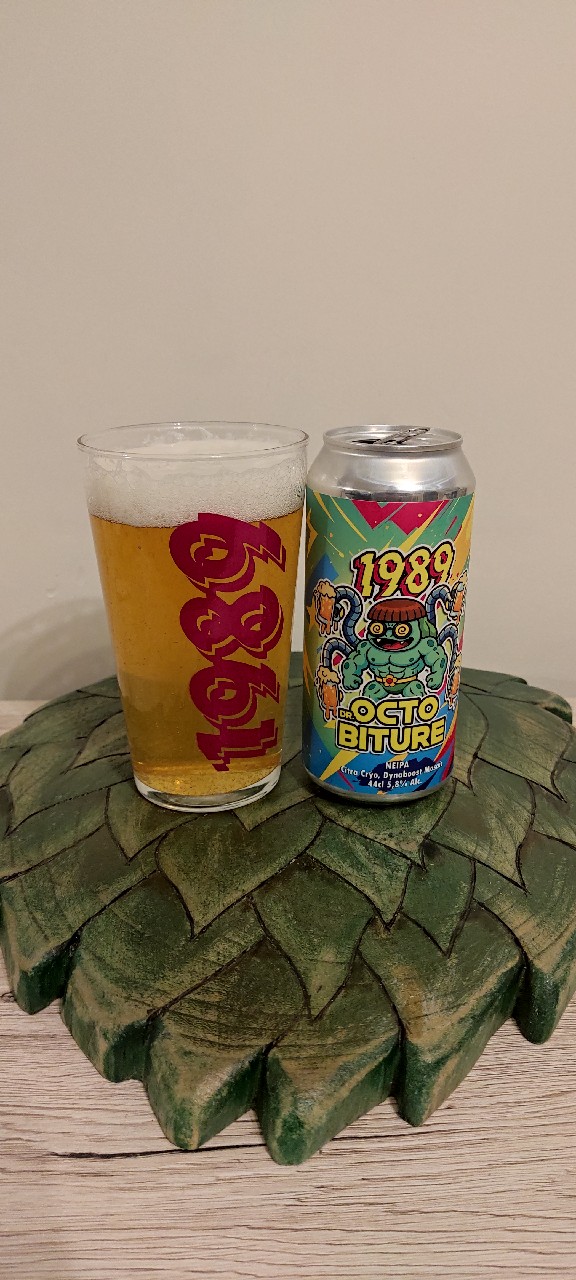 1989
1989
DR. OCTO
BITURE
NEIPA
Citra Cryo, Dynaboost Mosaic
44cl 5,8% Alc.